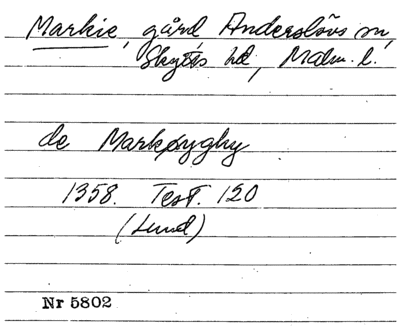 Markie, gård Anderslövs sn,
Skytts hd, Malm. l.
de Markøyghy
1358. Test. 120
(Lund)
Nr 5802